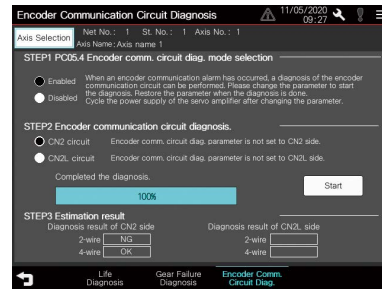 Encoder Communication Circuit Diagnosis
11/05/2020
09:27
Axis Selection
Net No.: 1 St. No.: 1 Axis No.: 1
Axis Name: Axis name 1
STEP1 PC05.4 Encoder comm. circuit diag. mode selection
Enabled
Disabled
When an encoder communication alarm has occurred, a diagnosis of the encoder
communication circuit can be performed. Please change the parameter to start
the diagnosis. Restore the parameter when the diagnosis is done.
Cycle the power supply of the servo amplifier after changing the parameter.
STEP2 Encoder communication circuit diagnosis.
CN2 circuit Encoder comm. circuit diag. parameter is not set to CN2 side.
CN2L circuit Encoder comm. circuit diag. parameter is not set to CN2L side.
Completed the diagnosis.
100%
Start
STEP3 Estimation result
Diagnosis result of CN2 side
2-wire NG
4-wire OK
Diagnosis result of CN2L side
2-wire
4-wire
Life
Diagnosis
Gear Failure
Diagnosis
Encoder Comm.
Circuit Diag.